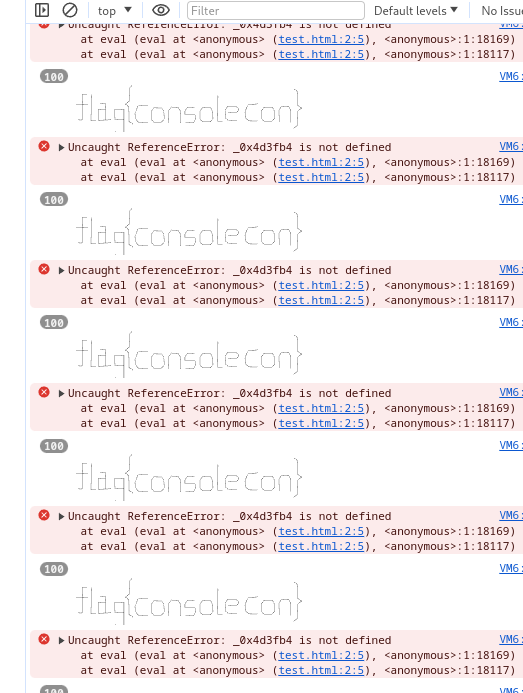 top ▼ Filter Default levels ▼ No Issue
Uncaught ReferenceError: _0x4d3fb4 is not defined
at eval (eval at <anonymous> (test.html:2:5), <anonymous>:1:18169)
at eval (eval at <anonymous> (test.html:2:5), <anonymous>:1:18117)
100 VM6:
flag{consolecon}
Uncaught ReferenceError: _0x4d3fb4 is not defined VM6:
at eval (eval at <anonymous> (test.html:2:5), <anonymous>:1:18169)
at eval (eval at <anonymous> (test.html:2:5), <anonymous>:1:18117)
100 VM6:
flag{consolecon}
Uncaught ReferenceError: _0x4d3fb4 is not defined VM6:
at eval (eval at <anonymous> (test.html:2:5), <anonymous>:1:18169)
at eval (eval at <anonymous> (test.html:2:5), <anonymous>:1:18117)
100 VM6:
flag{consolecon}
Uncaught ReferenceError: _0x4d3fb4 is not defined VM6:
at eval (eval at <anonymous> (test.html:2:5), <anonymous>:1:18169)
at eval (eval at <anonymous> (test.html:2:5), <anonymous>:1:18117)
100 VM6:
flag{consolecon}
Uncaught ReferenceError: _0x4d3fb4 is not defined VM6:
at eval (eval at <anonymous> (test.html:2:5), <anonymous>:1:18169)
at eval (eval at <anonymous> (test.html:2:5), <anonymous>:1:18117)
100 VM6:
flag{consolecon}
Uncaught ReferenceError: _0x4d3fb4 is not defined VM6:
at eval (eval at <anonymous> (test.html:2:5), <anonymous>:1:18169)
at eval (eval at <anonymous> (test.html:2:5), <anonymous>:1:18117)
100 VM6: